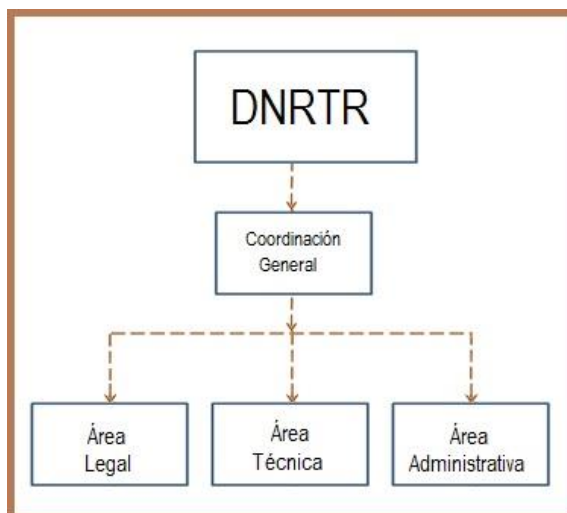 DNRTR
Coordinación
General
Área
Legal
Área
Técnica
Área
Administrativa